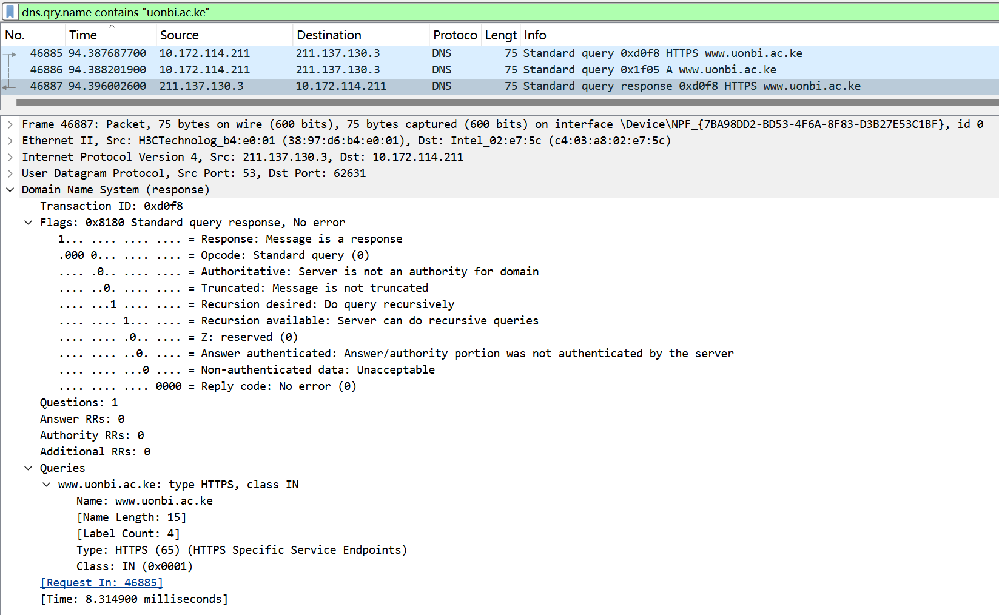 dns.qry.name contains "uonbi.ac.ke"
No. Time Source Destination Protoco Lengt Info
46885 94.387687700 10.172.114.211 211.137.130.3 DNS 75 Standard query 0xd0f8 HTTPS www.uonbi.ac.ke
46886 94.388201900 10.172.114.211 211.137.130.3 DNS 75 Standard query 0x1f05 A www.uonbi.ac.ke
46887 94.396002600 211.137.130.3 10.172.114.211 DNS 75 Standard query response 0xd0f8 HTTPS www.uonbi.ac.ke
Frame 46887: Packet, 75 bytes on wire (600 bits), 75 bytes captured (600 bits) on interface \Device\NPF_{7BA98DD2-BD53-4F6A-8F83-D3B27E53C1BF}, id 0
Ethernet II, Src: H3CTechnolog_b4:e0:01 (38:97:d6:b4:e0:01), Dst: Intel_02:e7:5c (c4:03:a8:02:e7:5c)
Internet Protocol Version 4, Src: 211.137.130.3, Dst: 10.172.114.211
User Datagram Protocol, Src Port: 53, Dst Port: 62631
Domain Name System (response)
Transaction ID: 0xd0f8
Flags: 0x8180 Standard query response, No error
1... .... .... .... = Response: Message is a response
.000 0... .... .... = Opcode: Standard query (0)
.... .0.. .... .... = Authoritative: Server is not an authority for domain
.... ..0. .... .... = Truncated: Message is not truncated
.... ...1 .... .... = Recursion desired: Do query recursively
.... .... 1... .... = Recursion available: Server can do recursive queries
.... .... .0.. .... = Z: reserved (0)
.... .... ..0. .... = Answer authenticated: Answer/authority portion was not authenticated by the server
.... .... ...0 .... = Non-authenticated data: Unacceptable
.... .... .... 0000 = Reply code: No error (0)
Questions: 1
Answer RRs: 0
Authority RRs: 0
Additional RRs: 0
Queries
www.uonbi.ac.ke: type HTTPS, class IN
Name: www.uonbi.ac.ke
[Name Length: 15]
[Label Count: 4]
Type: HTTPS (65) (HTTPS Specific Service Endpoints)
Class: IN (0x0001)
[Request In: 46885]
[Time: 8.314900 milliseconds]